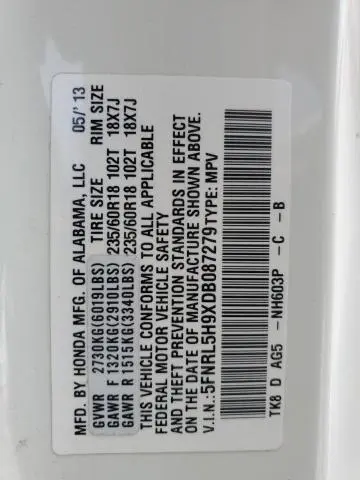 MFD. BY HONDA MFG. OF ALABAMA, LLC 05/'13
GVWR 2730KG(6019LBS) TIRE SIZE RIM SIZE
GAWR F 1320KG(2910LBS) 235/60R18 102T 18X7J
GAWR R 1515KG(3340LBS) 235/60R18 102T 18X7J
THIS VEHICLE CONFORMS TO ALL APPLICABLE
FEDERAL MOTOR VEHICLE SAFETY
AND THEFT PREVENTION STANDARDS IN EFFECT
ON THE DATE OF MANUFACTURE SHOWN ABOVE.
V.I.N.:5FNRL5H9XDB087279 TYPE: MPV
TK8 D AG5 -NH603P -C -B